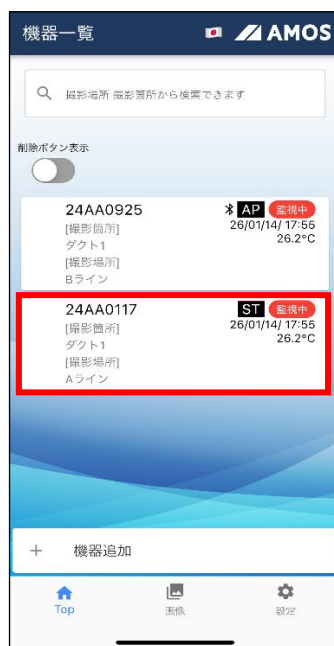 機器一覧
AMOS
撮影場所 撮影箇所から検索できます
削除ボタン表示
24AA0925
AP 監視中
[撮影箇所]
26/01/14/ 17:55
ダクト1
26.2°C
[撮影場所]
Bライン
24AA0117
ST 監視中
[撮影箇所]
26/01/14/ 17:55
ダクト1
26.2°C
[撮影場所]
Aライン
+ 機器追加
Top
画像
設定